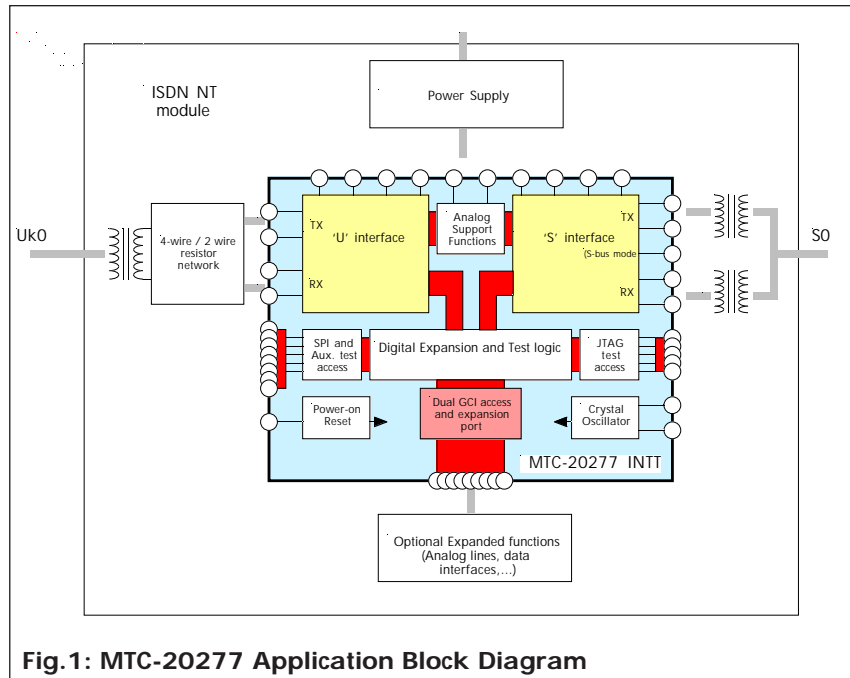 ISDN NT
module
Power Supply
Uk0
4-wire / 2 wire
resistor
network
TX
'U' interface
RX
Analog
Support
Functions
TX
'S' interface
(S-bus mode
RX
S0
SPI and
Aux. test
access
Digital Expansion and Test logic
JTAG
test
access
Power-on
Reset
Dual GCI access
and expansion
port
Crystal
Oscillator
MTC-20277 INTT
Optional Expanded functions
(Analog lines, data
interfaces,...)
Fig.1: MTC-20277 Application Block Diagram